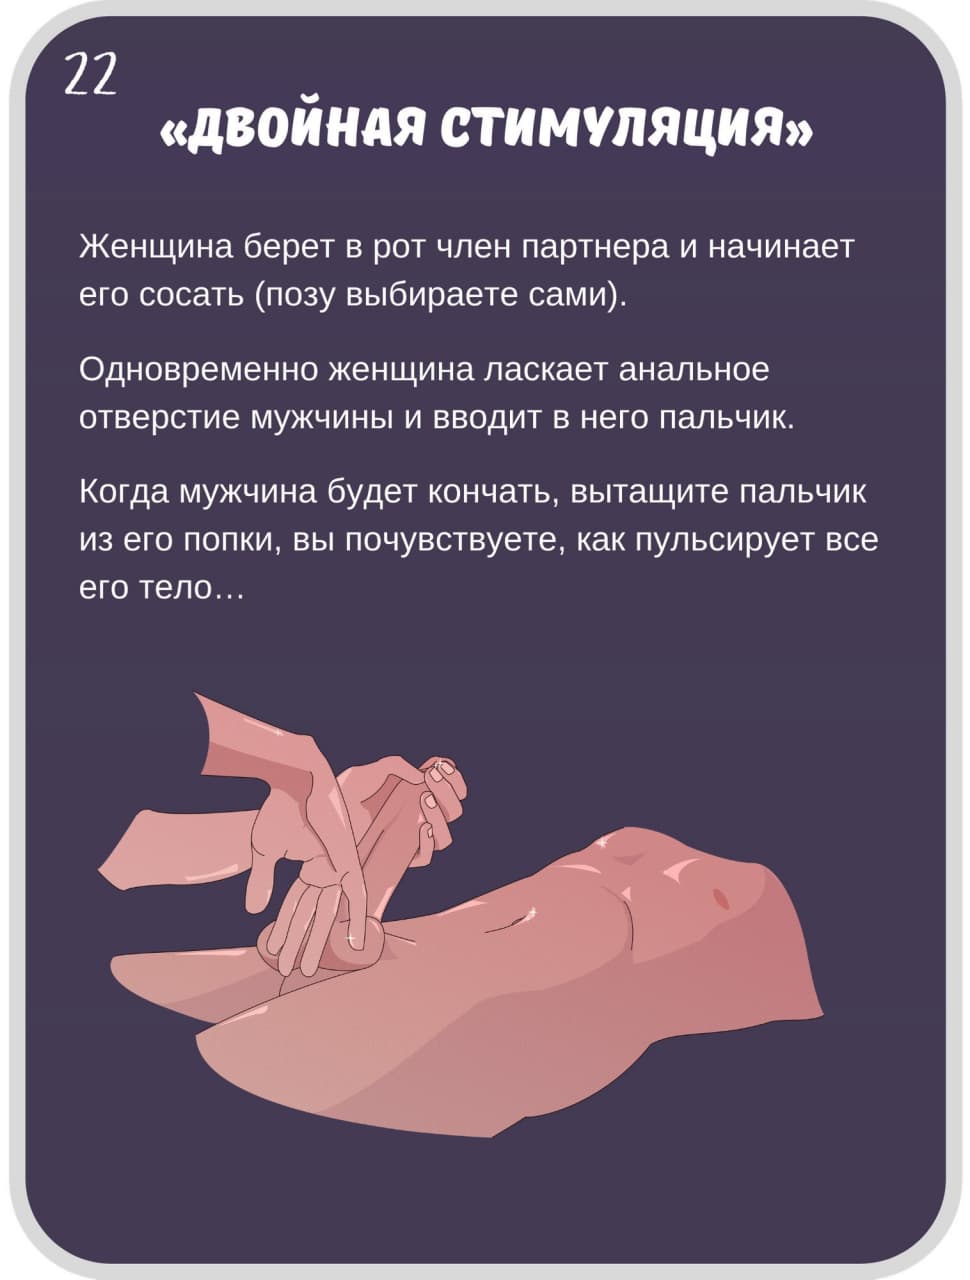 22
«ДВОЙНАЯ СТИМУЛЯЦИЯ»
Женщина берет в рот член партнера и начинает
его сосать (позу выбираете сами).
Одновременно женщина ласкает анальное
отверстие мужчины и вводит в него пальчик.
Когда мужчина будет кончать, вытащите пальчик
из его попки, вы почувствуете, как пульсирует все
его тело…